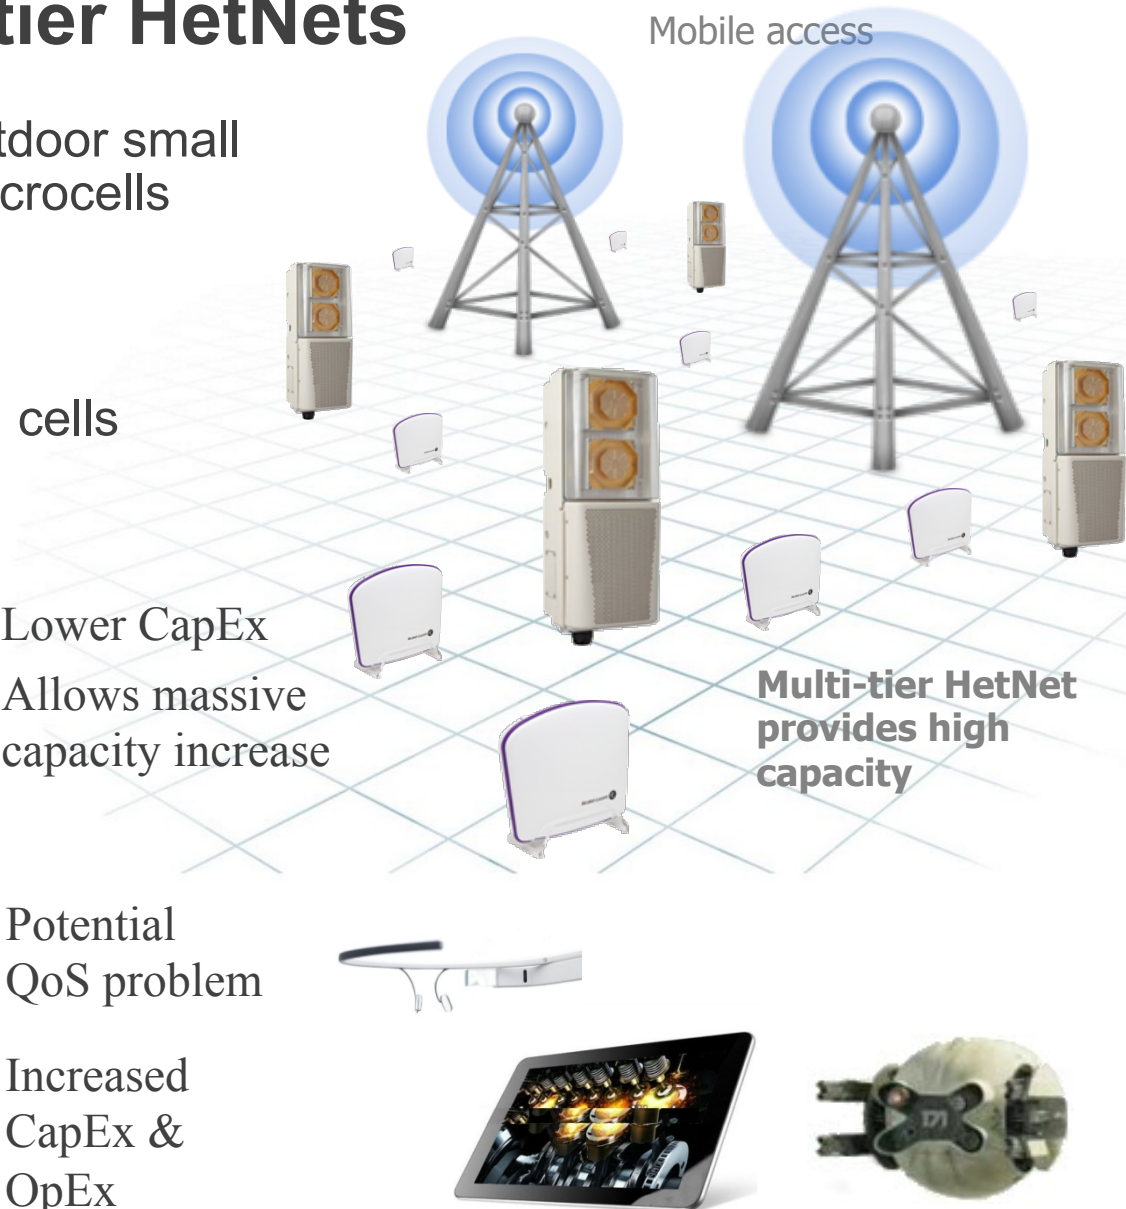 tier HetNets
Mobile access
tdoor small
crocells
cells
Lower CapEx
Allows massive
capacity increase
Multi-tier HetNet
provides high
capacity
Potential
QoS problem
Increased
CapEx &
OpEx